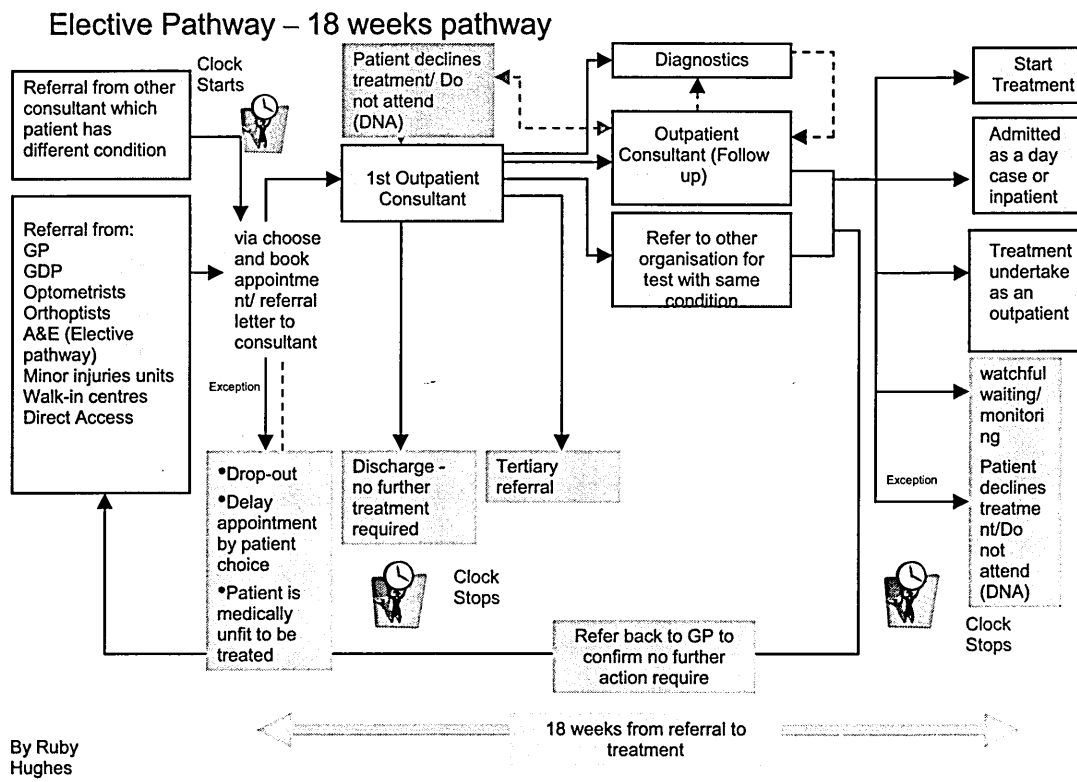 Elective Pathway – 18 weeks pathway
Clock
Starts
Referral from other
consultant which
patient has
different condition
Referral from:
GP
GDP
Optometrists
Orthoptists
A&E (Elective
pathway)
Minor injuries units
Walk-in centres
Direct Access
via choose
and book
appointme
nt/ referral
letter to
consultant
Exception
•Drop-out
•Delay
appointment
by patient
choice
•Patient is
medically
unfit to be
treated
Patient declines
treatment/ Do
not attend
(DNA)
1st Outpatient
Consultant
Discharge -
no further
treatment
required
Tertiary
referral
Clock
Stops
Diagnostics
Outpatient
Consultant (Follow
up)
Refer to other
organisation for
test with same
condition
Refer back to GP to
confirm no further
action require
Start
Treatment
Admitted
as a day
case or
inpatient
Treatment
undertake
as an
outpatient
watchful
waiting/
monitori
ng
Exception
Patient
declines
treatme
nt/Do
not
attend
(DNA)
Clock
Stops
18 weeks from referral to
treatment
By Ruby
Hughes